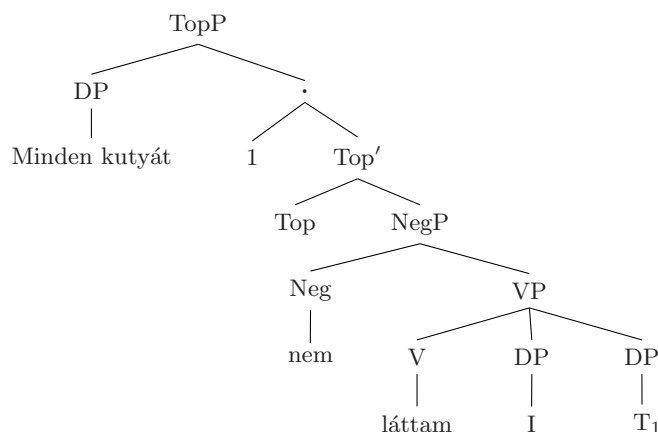 TopP
DP .
Minden kutyát 1 Top′
Top NegP
Neg VP
nem V DP DP
láttam I T₁